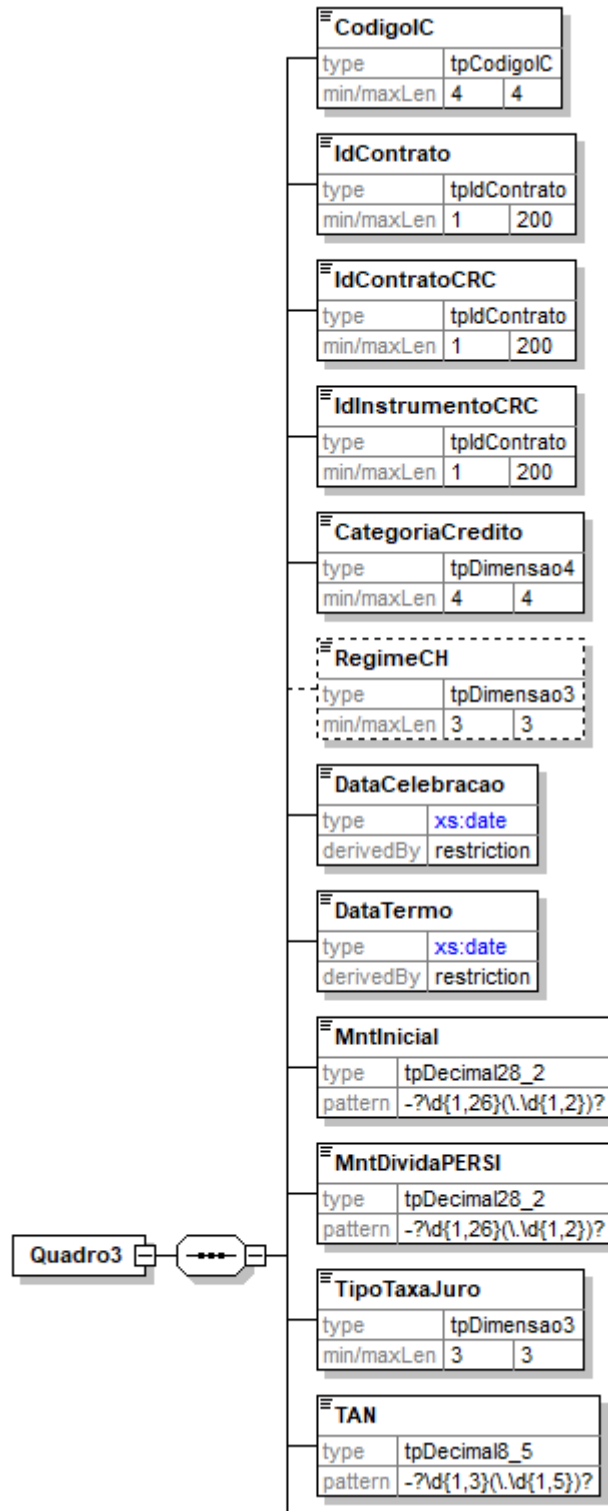 CodigoIC
type tpCodigoIC
min/maxLen 4 4
IdContrato
type tpIdContrato
min/maxLen 1 200
IdContratoCRC
type tpIdContrato
min/maxLen 1 200
IdInstrumentoCRC
type tpIdContrato
min/maxLen 1 200
CategoriaCredito
type tpDimensao4
min/maxLen 4 4
RegimeCH
type tpDimensao3
min/maxLen 3 3
DataCelebracao
type xs:date
derivedBy restriction
DataTermo
type xs:date
derivedBy restriction
MntInicial
type tpDecimal28_2
pattern -?\d{1,26}(\.\d{1,2})?
MntDividaPERSI
type tpDecimal28_2
pattern -?\d{1,26}(\.\d{1,2})?
Quadro3
TipoTaxaJuro
type tpDimensao3
min/maxLen 3 3
TAN
type tpDecimal8_5
pattern -?\d{1,3}(\.\d{1,5})?